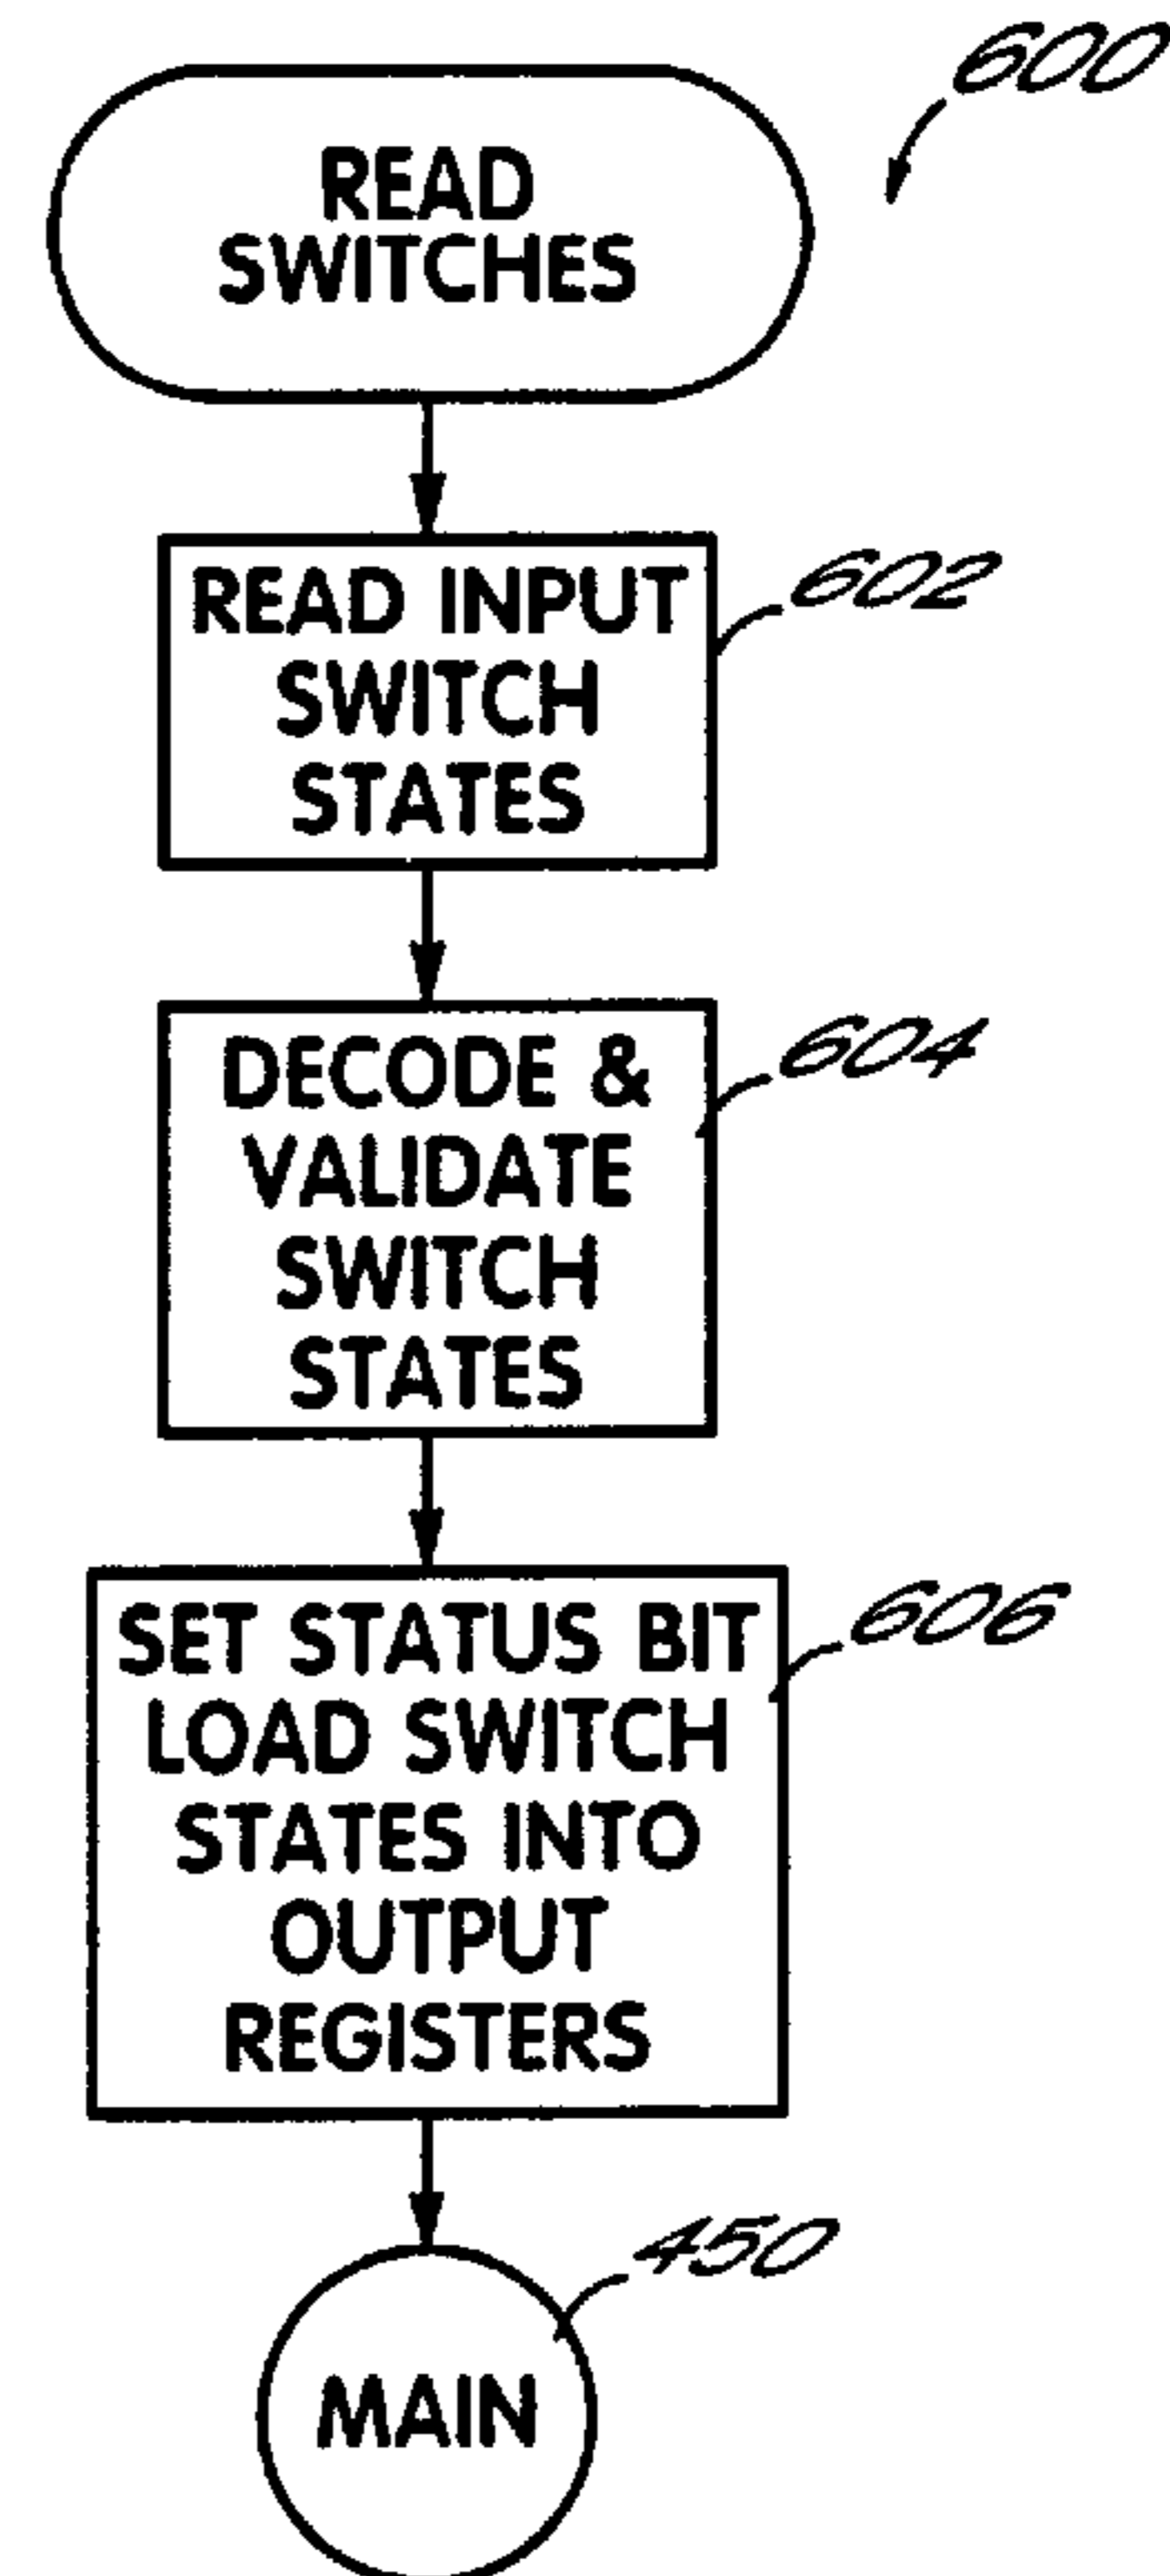 600
READ
SWITCHES
READ INPUT
SWITCH
STATES
602
DECODE &
VALIDATE
SWITCH
STATES
604
SET STATUS BIT
LOAD SWITCH
STATES INTO
OUTPUT
REGISTERS
606
450
MAIN